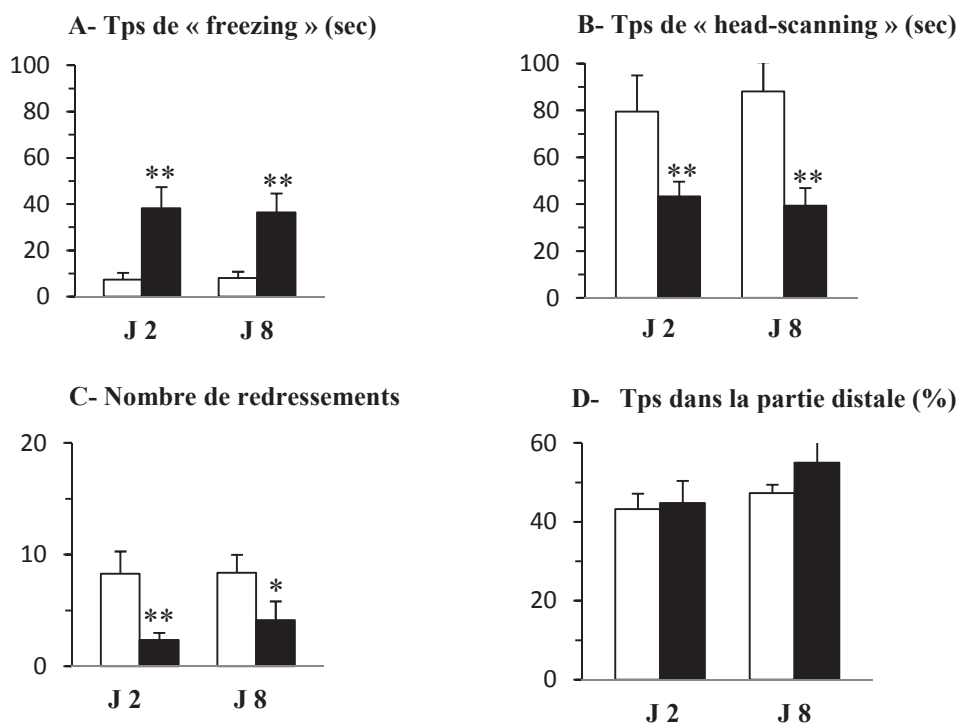 A- Tps de « freezing » (sec)
100
80
60
40
20
0
** **
J 2 J 8
B- Tps de « head-scanning » (sec)
100
80
60
40
20
0
** **
J 2 J 8
C- Nombre de redressements
20
10
0
** *
J 2 J 8
D- Tps dans la partie distale (%)
60
40
20
0
J 2 J 8